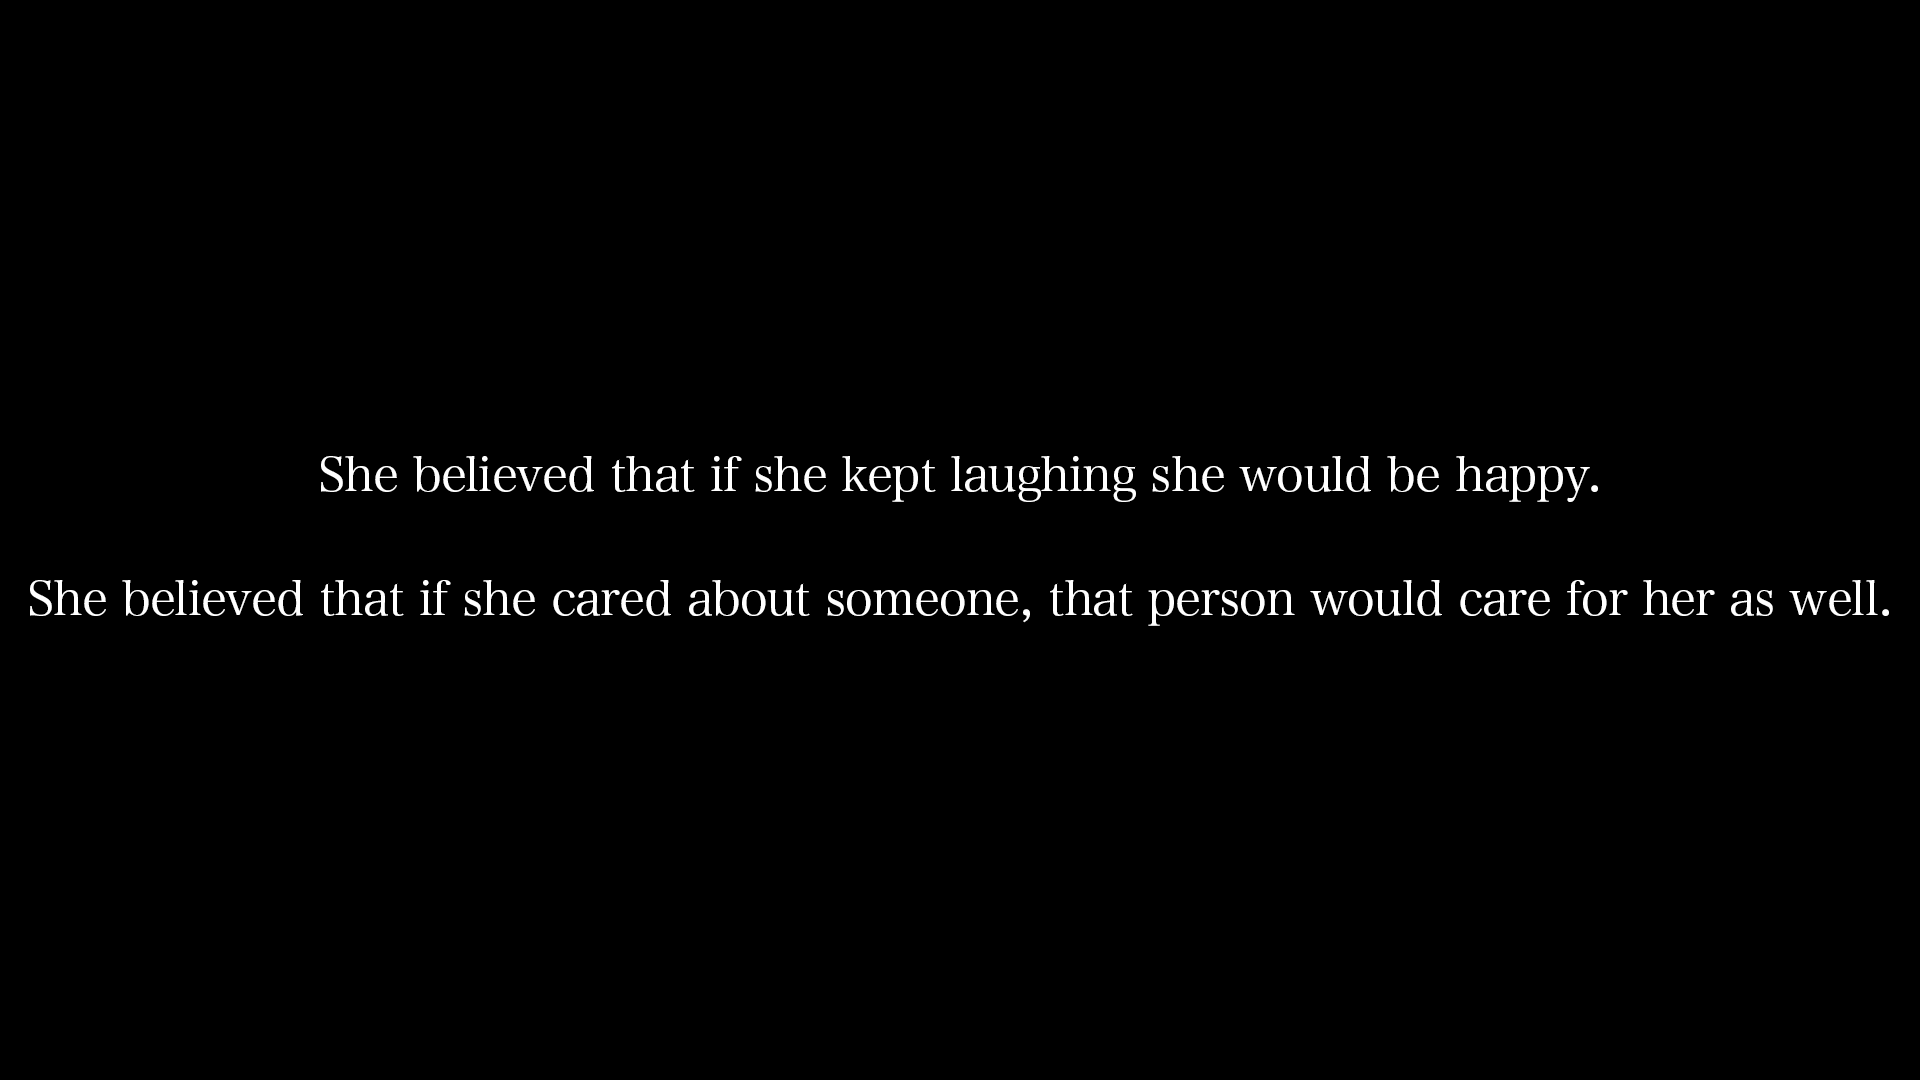 She believed that if she kept laughing she would be happy.
She believed that if she cared about someone, that person would care for her as well.